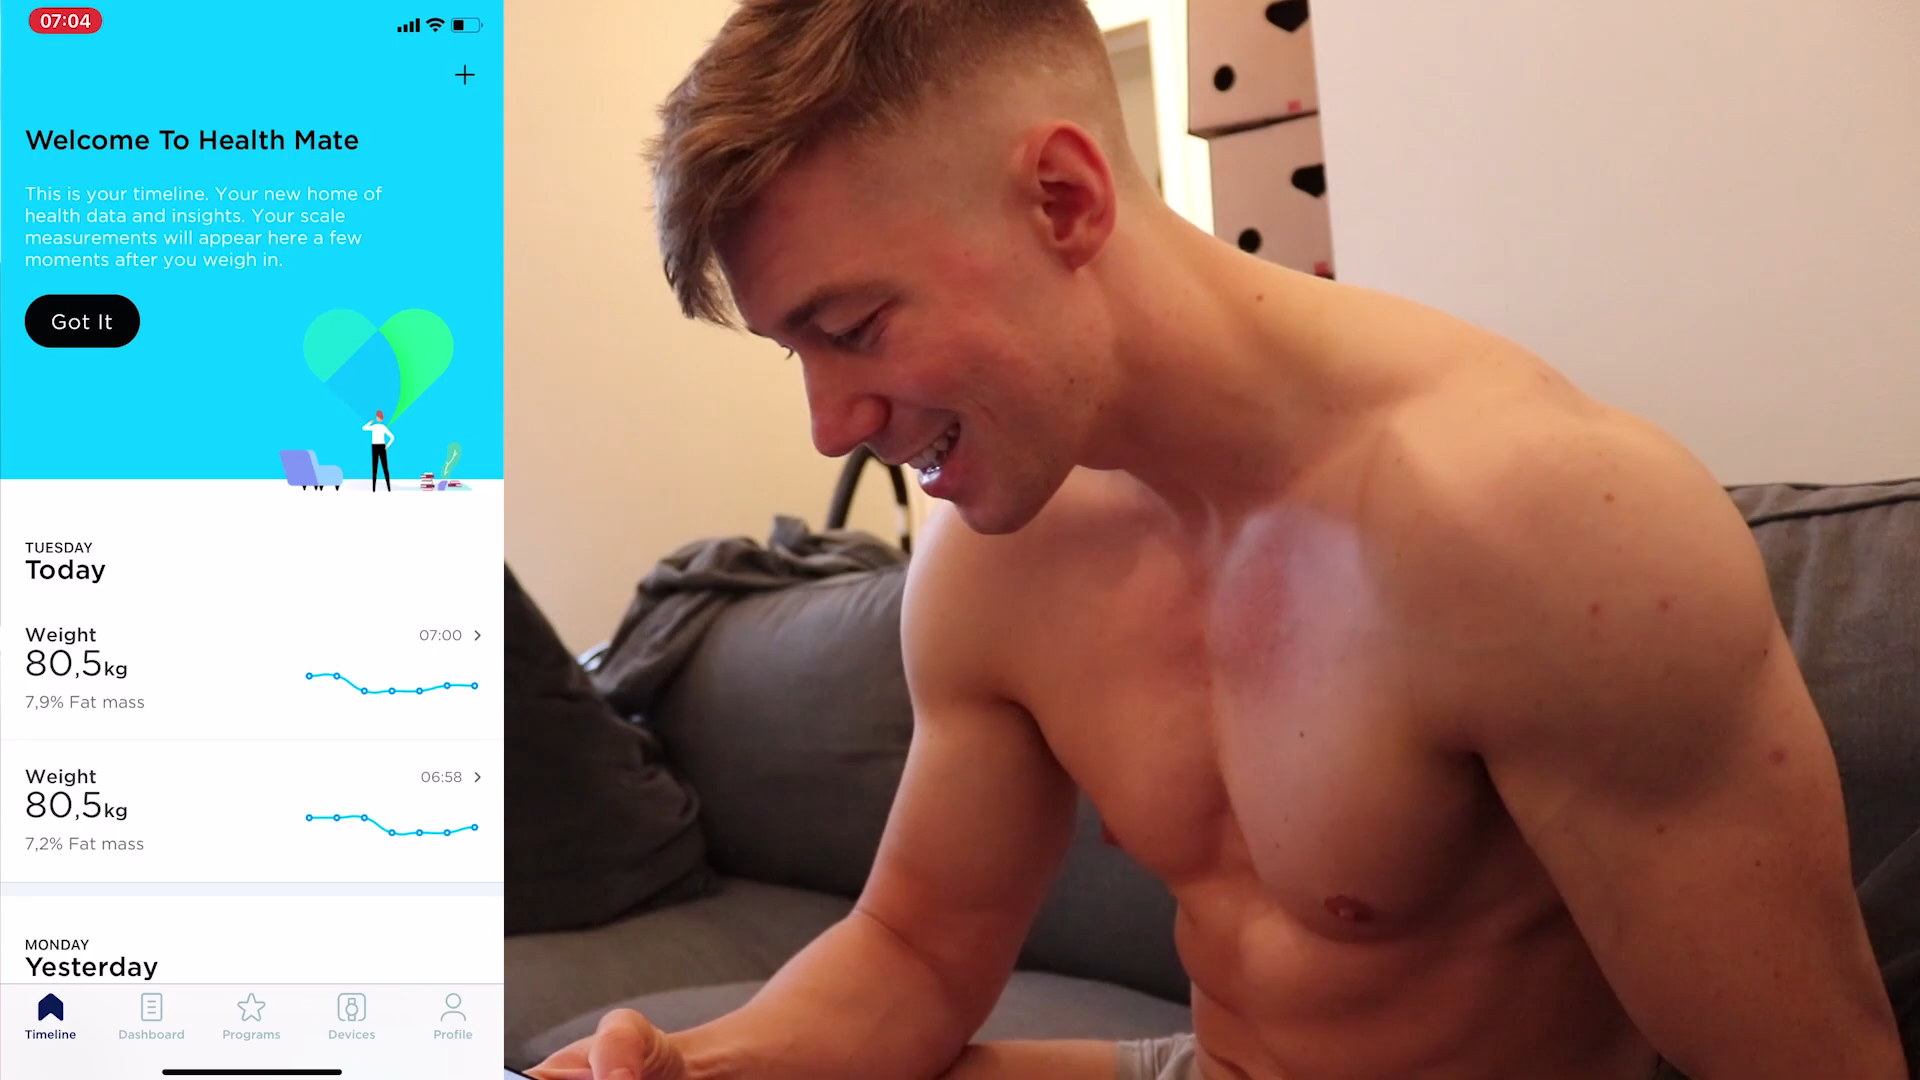 07:04
Welcome To Health Mate
This is your timeline. Your new home of
health data and insights. Your scale
measurements will appear here a few
moments after you weigh in.
Got It
TUESDAY
Today
Weight
07:00
80,5kg
7,9% Fat mass
Weight
06:58
80,5kg
7,2% Fat mass
MONDAY
Yesterday
Timeline
Dashboard
Programs
Devices
Profile